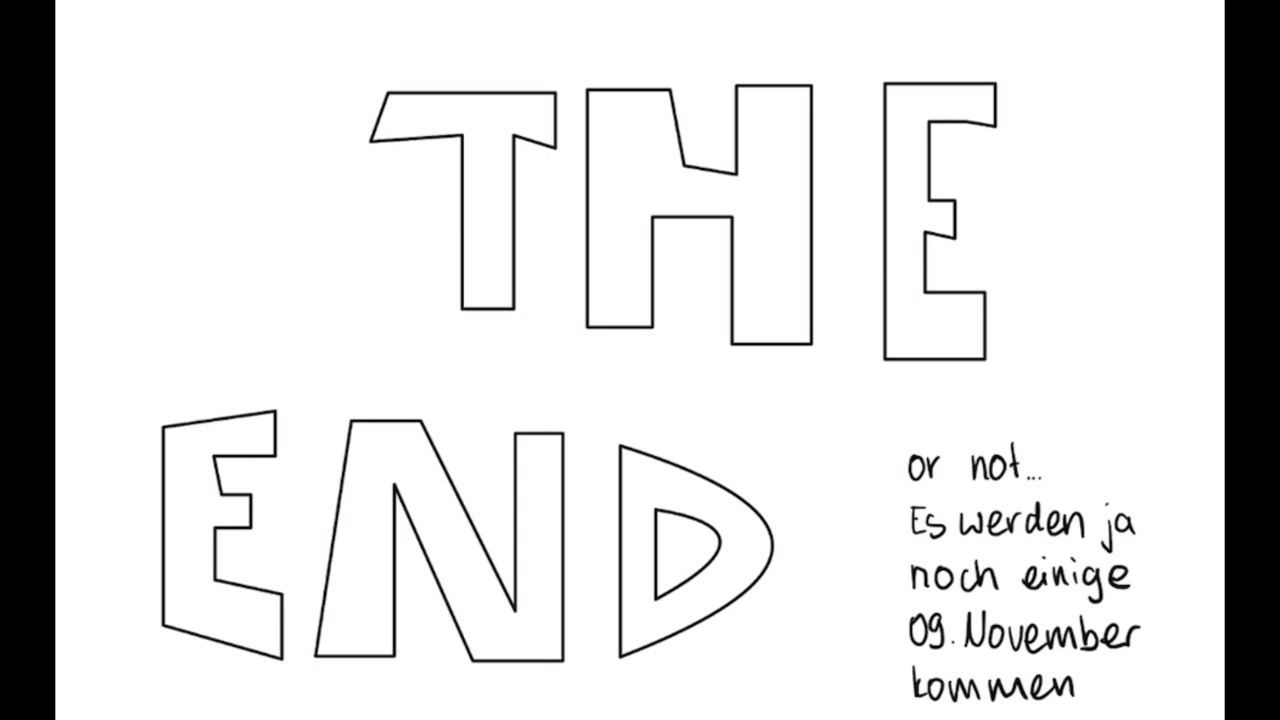 THE
END
or not...
Es werden ja
noch einige
09. November
kommen